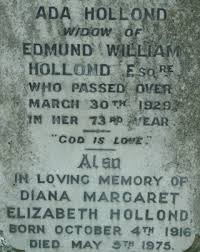 ADA HOLLOND
WIDOW OF
EDMUND WILLIAM
HOLLOND ESQRE
WHO PASSED OVER
MARCH 30TH 1929
IN HER 73RD YEAR
"GOD IS LOVE."
Also
IN LOVING MEMORY OF
DIANA MARGARET
ELIZABETH HOLLOND,
BORN OCTOBER 4TH 1916
DIED MAY 5TH 1975.